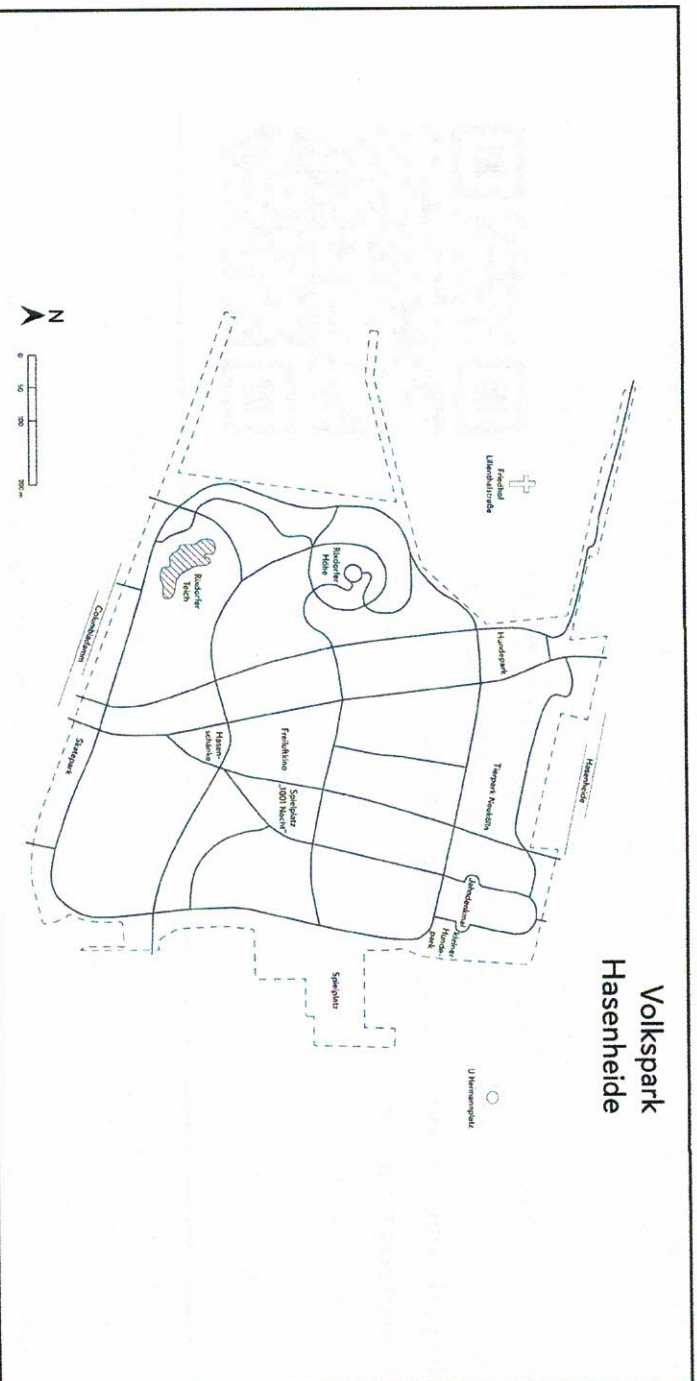 Volkspark
Hasenheide
Hasenheide
Friedhof
Lilienthalstraße
U Hermannplatz
Hundepark
Tierpark Neukölln
Jahndenkmal
kleiner
Hunde-
park
Rixdorfer
Höhe
Spielplatz
Freiluftkino
Spielplatz
„1001 Nacht“
Hasen-
schänke
Rixdorfer
Teich
Columbiadamm
Skatepark
N
0 50 100 200 m